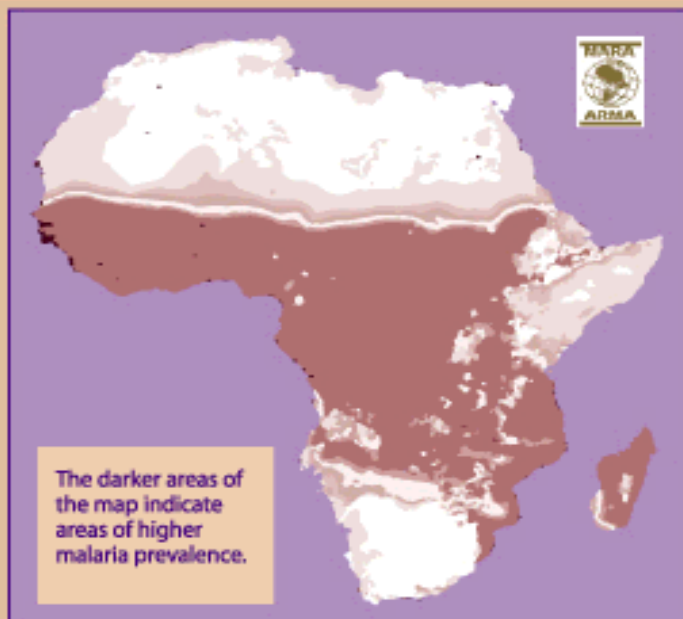 MARA
ARMA
The darker areas of
the map indicate
areas of higher
malaria prevalence.